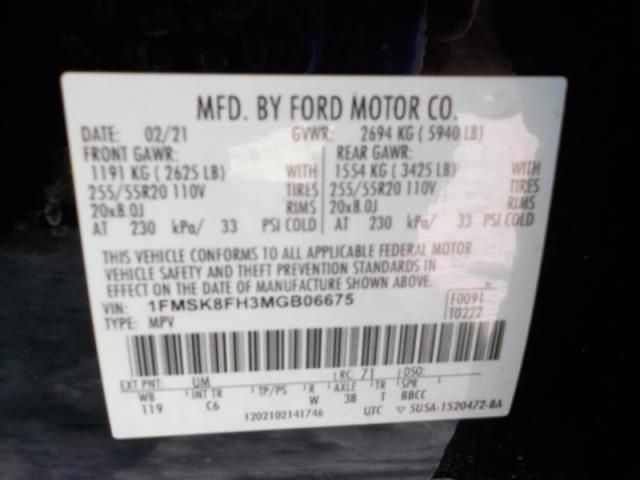 MFD. BY FORD MOTOR CO.
DATE: 02/21 GVWR: 2694 KG ( 5940 LB)
FRONT GAWR: REAR GAWR:
1191 KG ( 2625 LB) WITH 1554 KG ( 3425 LB) WITH
255/55R20 110V TIRES 255/55R20 110V TIRES
20x8.0J RIMS 20x8.0J RIMS
AT 230 kPa/ 33 PSI COLD AT 230 kPa/ 33 PSI COLD
THIS VEHICLE CONFORMS TO ALL APPLICABLE FEDERAL MOTOR
VEHICLE SAFETY AND THEFT PREVENTION STANDARDS IN
EFFECT ON THE DATE OF MANUFACTURE SHOWN ABOVE.
VIN: 1FMSK8FH3MGB06675 F0091
TYPE: MPV T0222
EXT PNT: UM RC: 71 DSO:
WB INT TR TP/PS R AXLE TR SPR
119 C6 W 3B T BBCC
1202102141746 UTC ▽ 5USA-1520472-BA